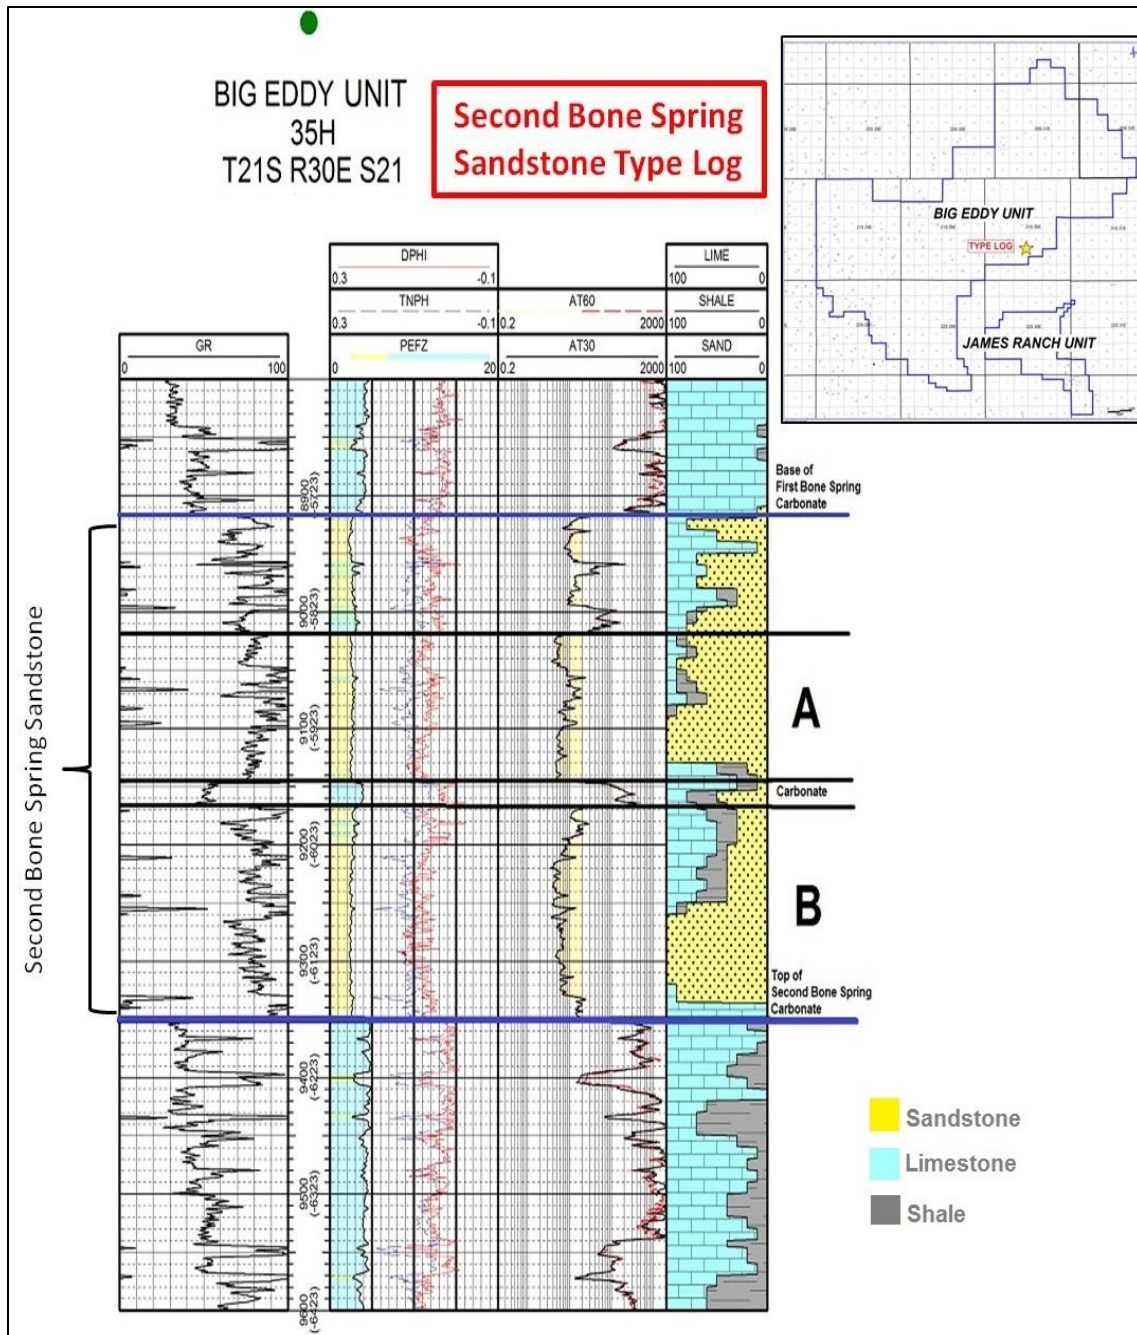 BIG EDDY UNIT
35H
T21S R30E S21
Second Bone Spring
Sandstone Type Log
BIG EDDY UNIT
TYPE LOG
JAMES RANCH UNIT
DPHI
0.3 -0.1
LIME
100 0
TNPH
0.3 -0.1
AT60
0.2 2000
SHALE
100 0
GR
0 100
PEFZ
0 20
AT30
0.2 2000
SAND
100 0
8900
(-5723)
Base of
First Bone Spring
Carbonate
9000
(-5823)
Second Bone Spring Sandstone
A
9100
(-5923)
Carbonate
9200
(-6023)
B
9300
(-6123)
Top of
Second Bone Spring
Carbonate
9400
(-6223)
Sandstone
Limestone
9500
(-6323)
Shale
9600
(-6423)